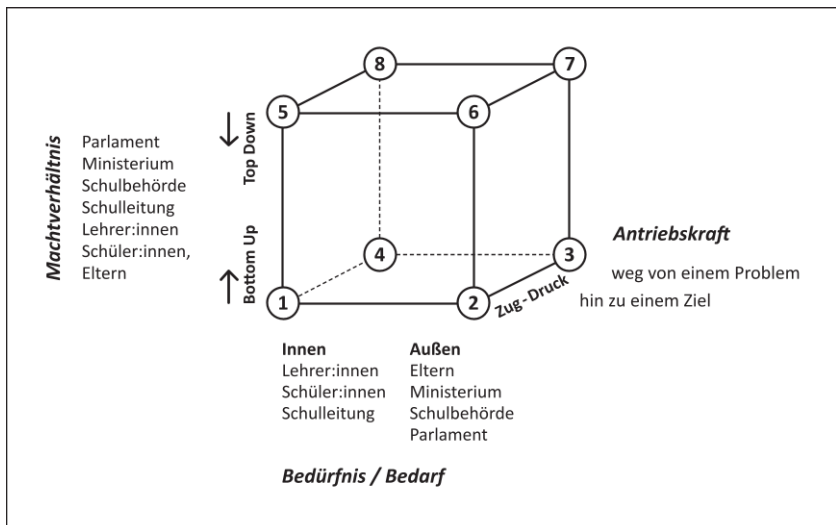 8
7
5
6
Machtverhältnis
Parlament
Ministerium
Schulbehörde
Schulleitung
Lehrer:innen
Schüler:innen,
Eltern
Top Down
Bottom Up
4
3
1
2
Zug-Druck
Antriebskraft
weg von einem Problem
hin zu einem Ziel
Innen
Lehrer:innen
Schüler:innen
Schulleitung
Außen
Eltern
Ministerium
Schulbehörde
Parlament
Bedürfnis / Bedarf